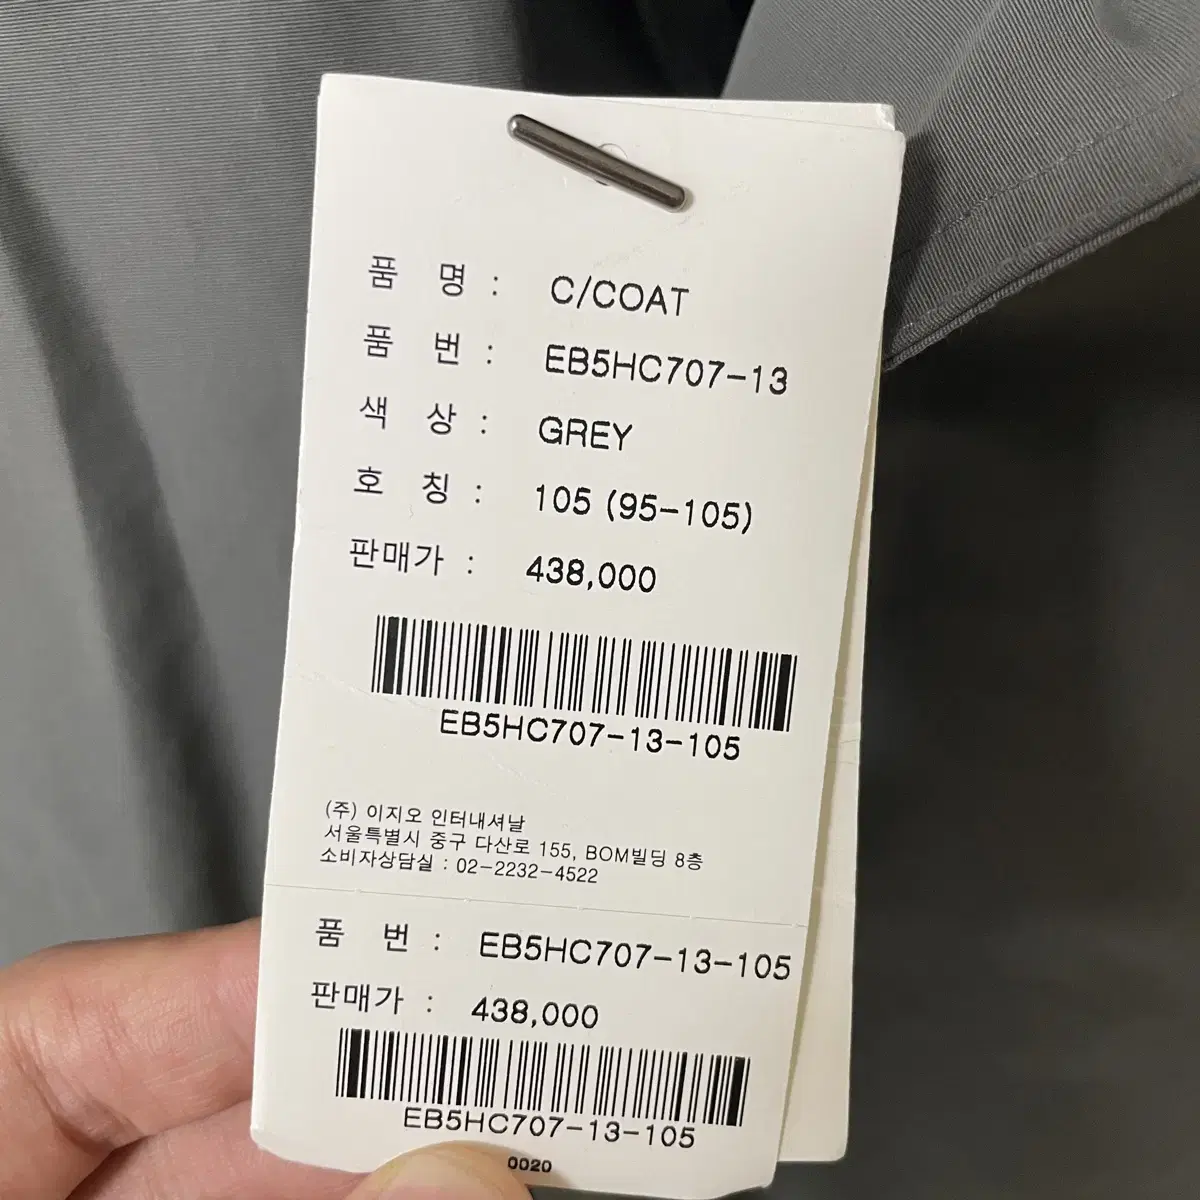 품 명 : C/COAT
품 번 : EB5HC707-13
색 상 : GREY
호 칭 : 105 (95-105)
판매가 : 438,000
EB5HC707-13-105
(주) 이지오 인터내셔날
서울특별시 중구 다산로 155, BOM빌딩 8층
소비자상담실 : 02-2232-4522
품 번 : EB5HC707-13-105
판매가 : 438,000
EB5HC707-13-105
0020